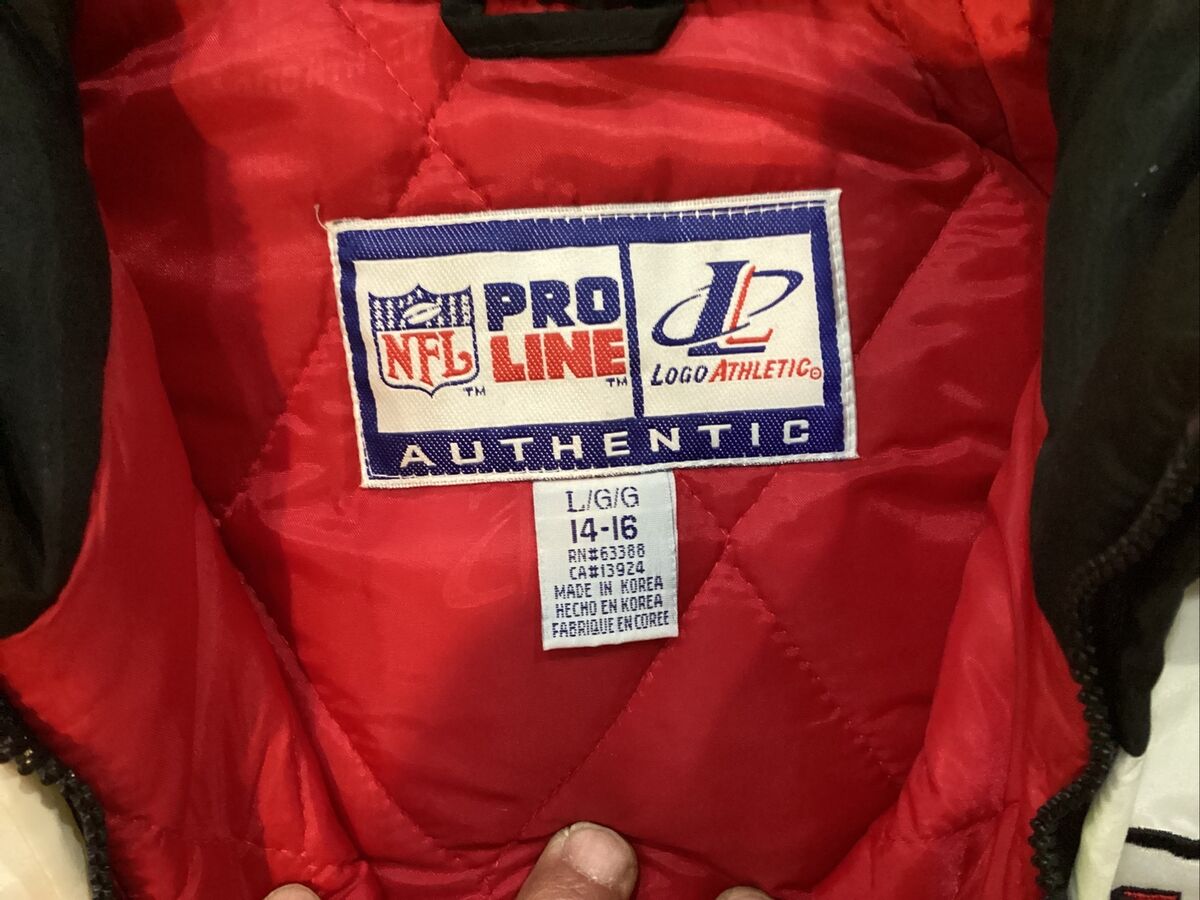 NFL
TM
PRO
LINE
TM
LL
LOGO ATHLETIC
AUTHENTIC
L/G/G
14-16
RN#63388
CA#13924
MADE IN KOREA
HECHO EN KOREA
FABRIQUE EN COREE